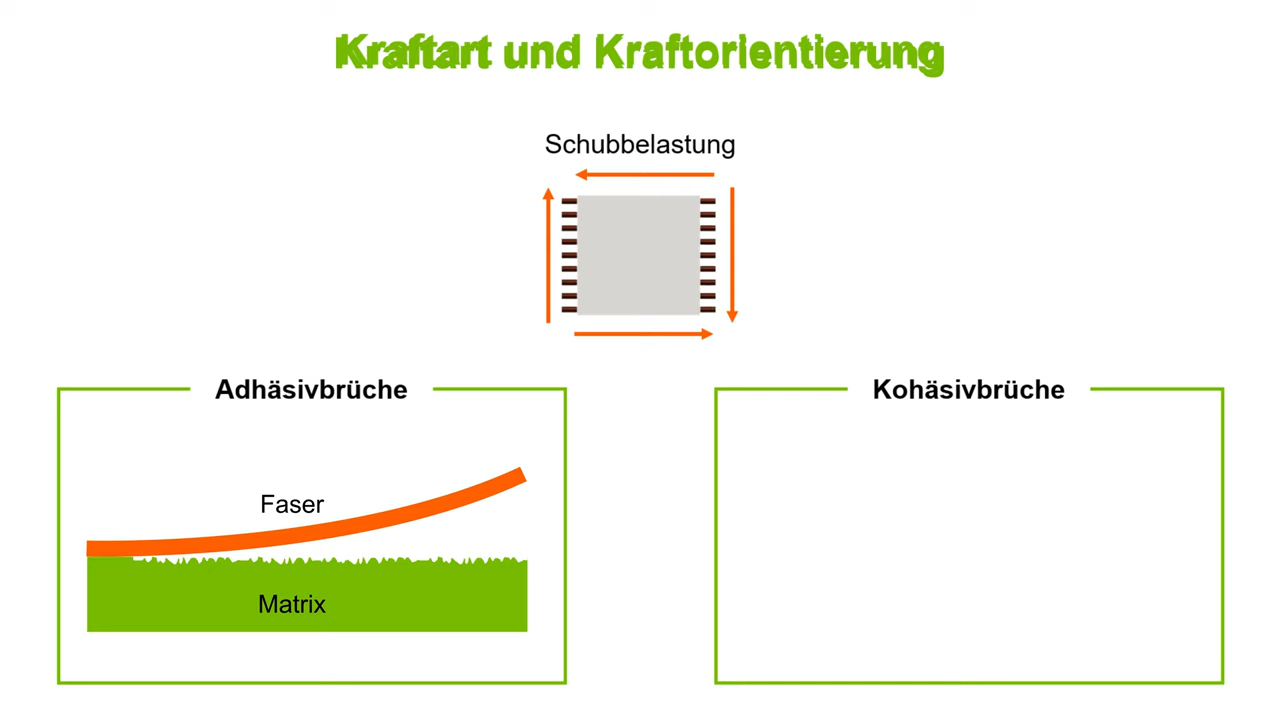 Kraftart und Kraftorientierung
Schubbelastung
Adhäsivbrüche
Kohäsivbrüche
Faser
Matrix